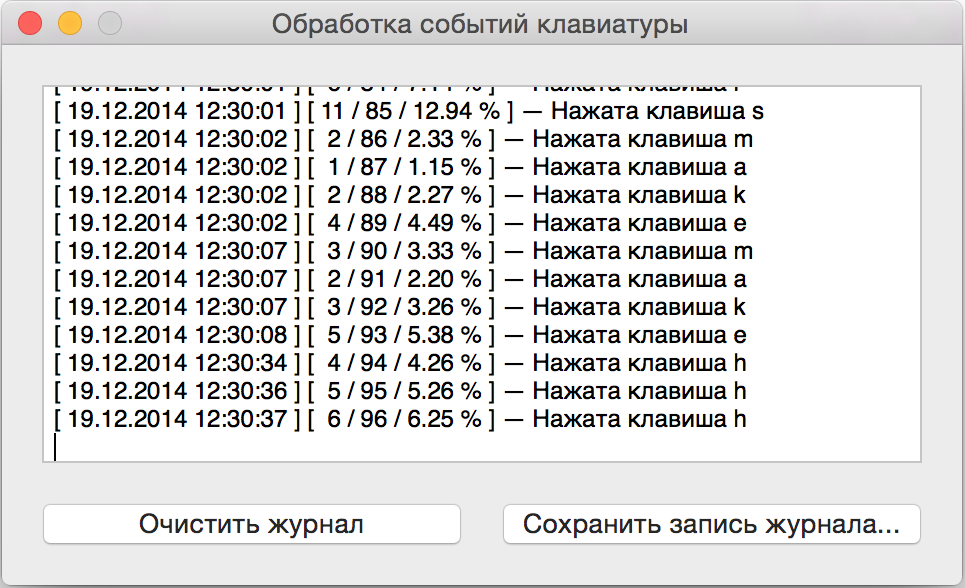 Обработка событий клавиатуры
[ 19.12.2014 12:30:01 ] [ 11 / 85 / 12.94 % ] — Нажата клавиша s
[ 19.12.2014 12:30:02 ] [ 2 / 86 / 2.33 % ] — Нажата клавиша m
[ 19.12.2014 12:30:02 ] [ 1 / 87 / 1.15 % ] — Нажата клавиша a
[ 19.12.2014 12:30:02 ] [ 2 / 88 / 2.27 % ] — Нажата клавиша k
[ 19.12.2014 12:30:02 ] [ 4 / 89 / 4.49 % ] — Нажата клавиша e
[ 19.12.2014 12:30:07 ] [ 3 / 90 / 3.33 % ] — Нажата клавиша m
[ 19.12.2014 12:30:07 ] [ 2 / 91 / 2.20 % ] — Нажата клавиша a
[ 19.12.2014 12:30:07 ] [ 3 / 92 / 3.26 % ] — Нажата клавиша k
[ 19.12.2014 12:30:08 ] [ 5 / 93 / 5.38 % ] — Нажата клавиша e
[ 19.12.2014 12:30:34 ] [ 4 / 94 / 4.26 % ] — Нажата клавиша h
[ 19.12.2014 12:30:36 ] [ 5 / 95 / 5.26 % ] — Нажата клавиша h
[ 19.12.2014 12:30:37 ] [ 6 / 96 / 6.25 % ] — Нажата клавиша h
Очистить журнал
Сохранить запись журнала...